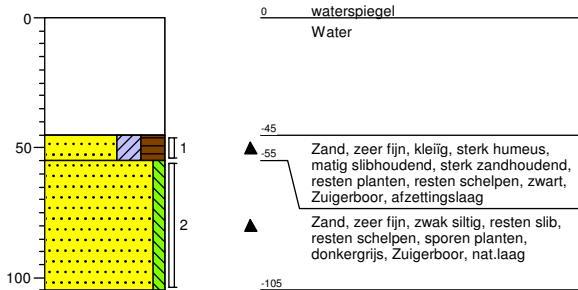 0
0
waterspiegel
Water
-45
50
1
-55
Zand, zeer fijn, kleiïg, sterk humeus,
matig slibhoudend, sterk zandhoudend,
resten planten, resten schelpen, zwart,
Zuigerboor, afzettingslaag
2
Zand, zeer fijn, zwak siltig, resten slib,
resten schelpen, sporen planten,
donkergrijs, Zuigerboor, nat.laag
100
-105